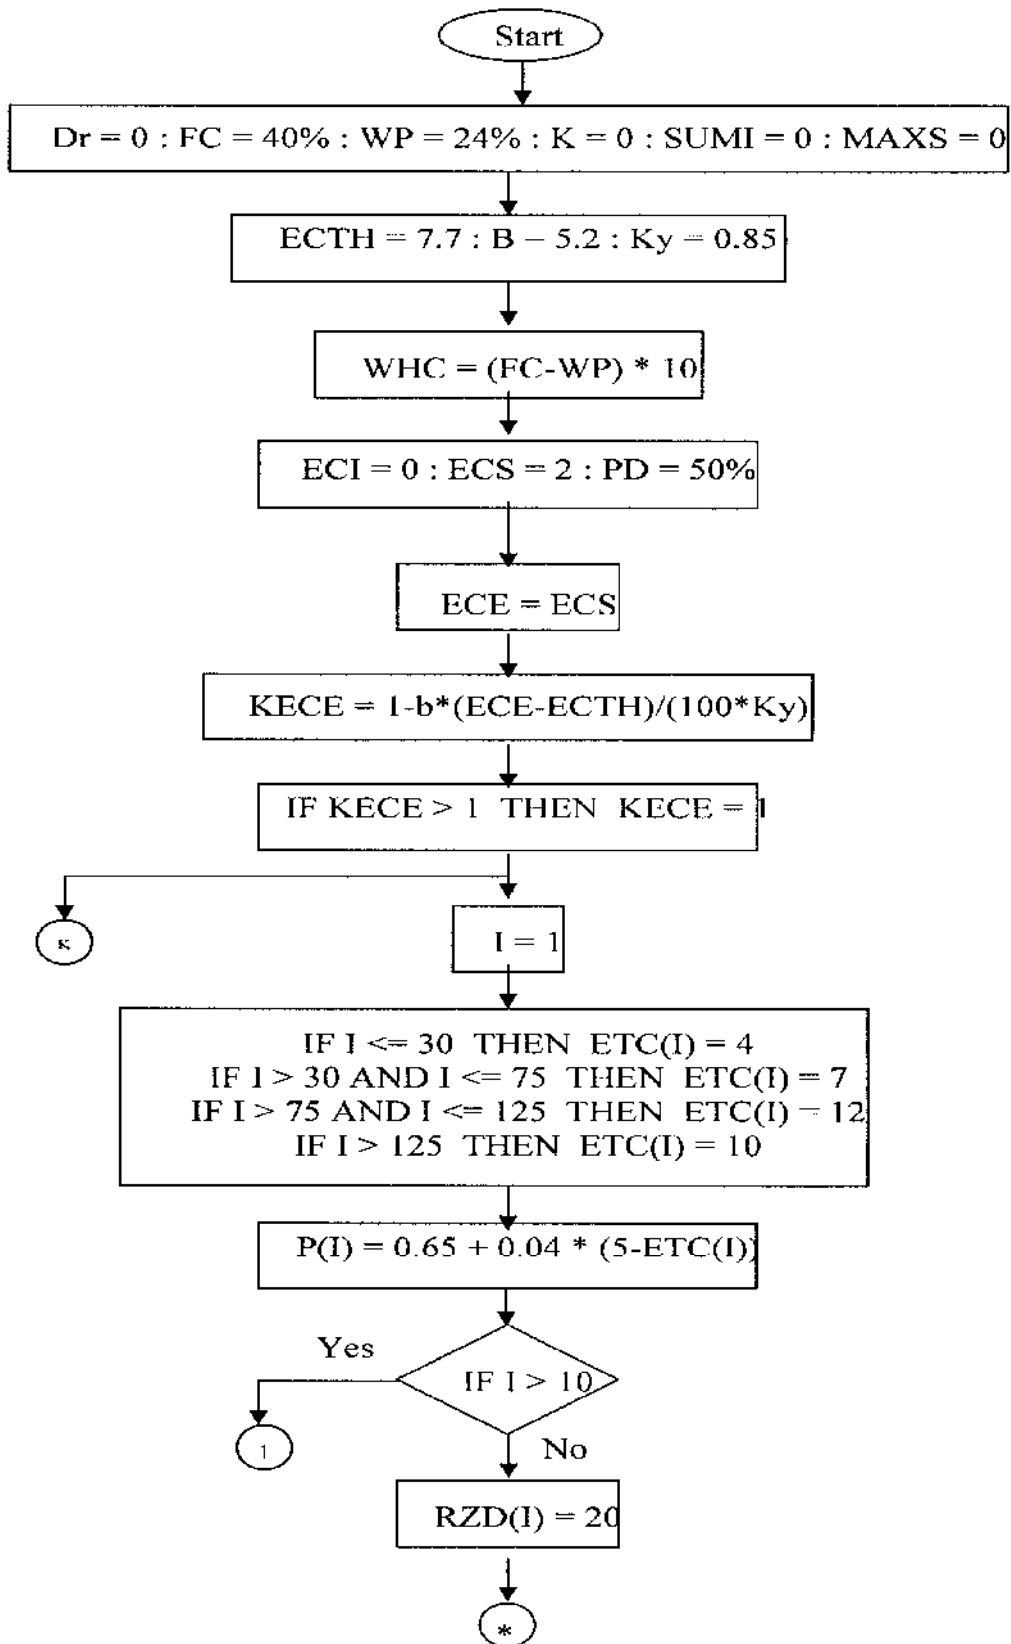 Start
Dr = 0 : FC = 40% : WP = 24% : K = 0 : SUMI = 0 : MAXS = 0
ECTH = 7.7 : B – 5.2 : Ky = 0.85
WHC = (FC-WP) * 10
ECI = 0 : ECS = 2 : PD = 50%
ECE = ECS
KECE = 1-b*(ECE-ECTH)/(100*Ky)
IF KECE > 1 THEN KECE = 1
K
I = 1
IF I <= 30 THEN ETC(I) = 4
IF I > 30 AND I <= 75 THEN ETC(I) = 7
IF I > 75 AND I <= 125 THEN ETC(I) = 12
IF I > 125 THEN ETC(I) = 10
P(I) = 0.65 + 0.04 * (5-ETC(I))
Yes
IF I > 10
1
No
RZD(I) = 20
*